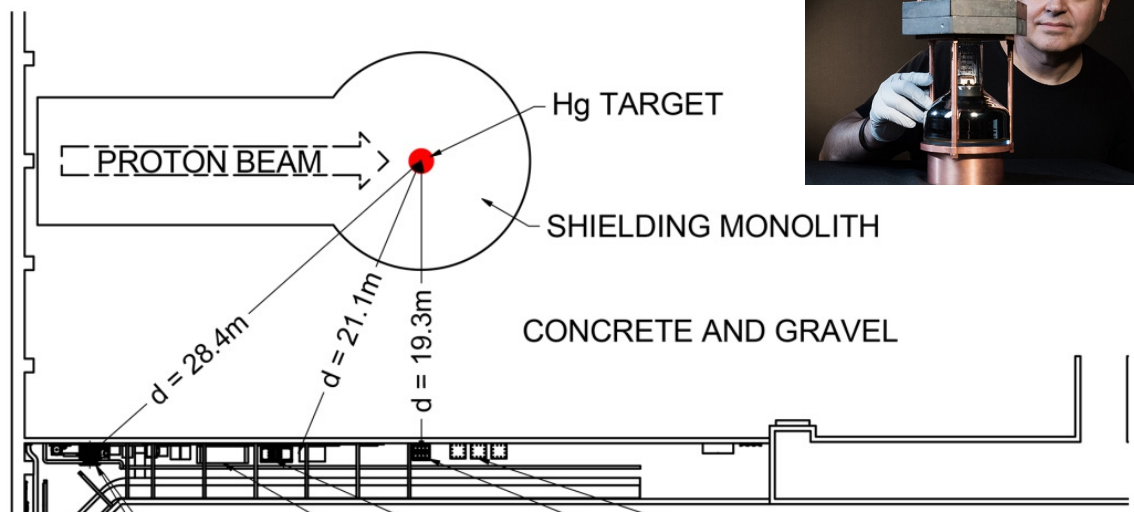 Hg TARGET
PROTON BEAM
SHIELDING MONOLITH
d = 28.4m
d = 21.1m
d = 19.3m
CONCRETE AND GRAVEL